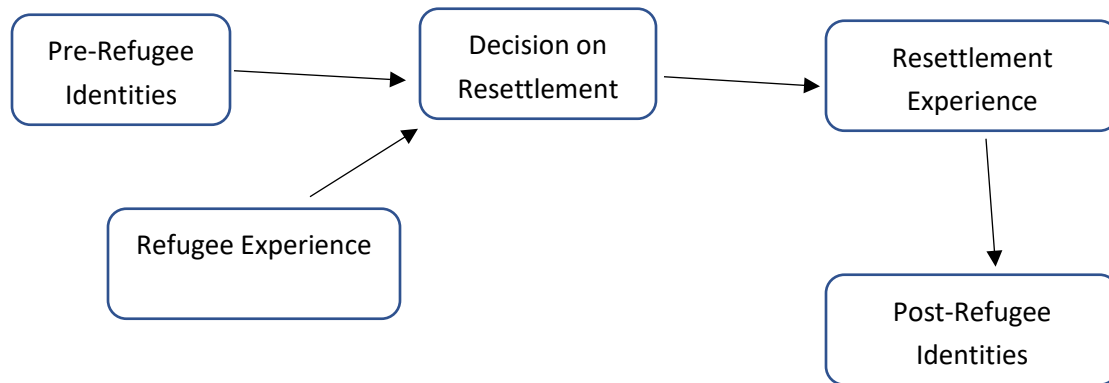 Pre-Refugee
Identities
Decision on
Resettlement
Resettlement
Experience
Refugee Experience
Post-Refugee
Identities